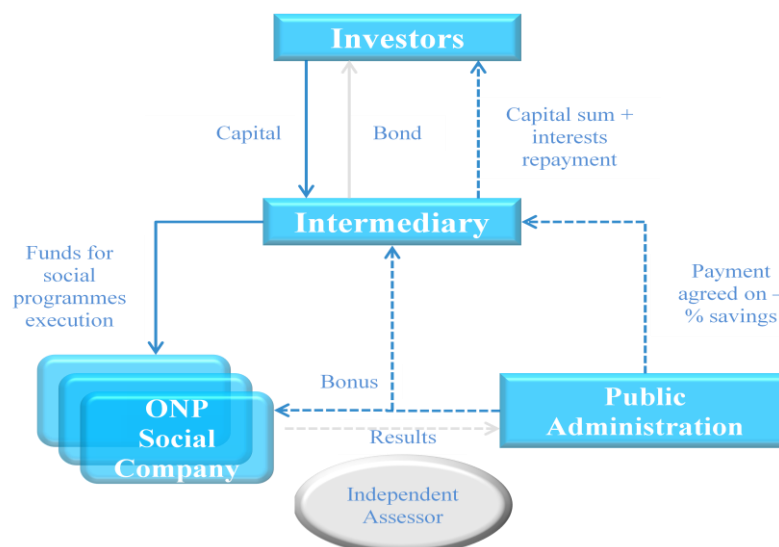 Investors
Capital
Bond
Capital sum +
interests
repayment
Intermediary
Funds for
social
programmes
execution
Payment
agreed on –
% savings
Bonus
ONP
Social
Company
Results
Public
Administration
Independent
Assessor